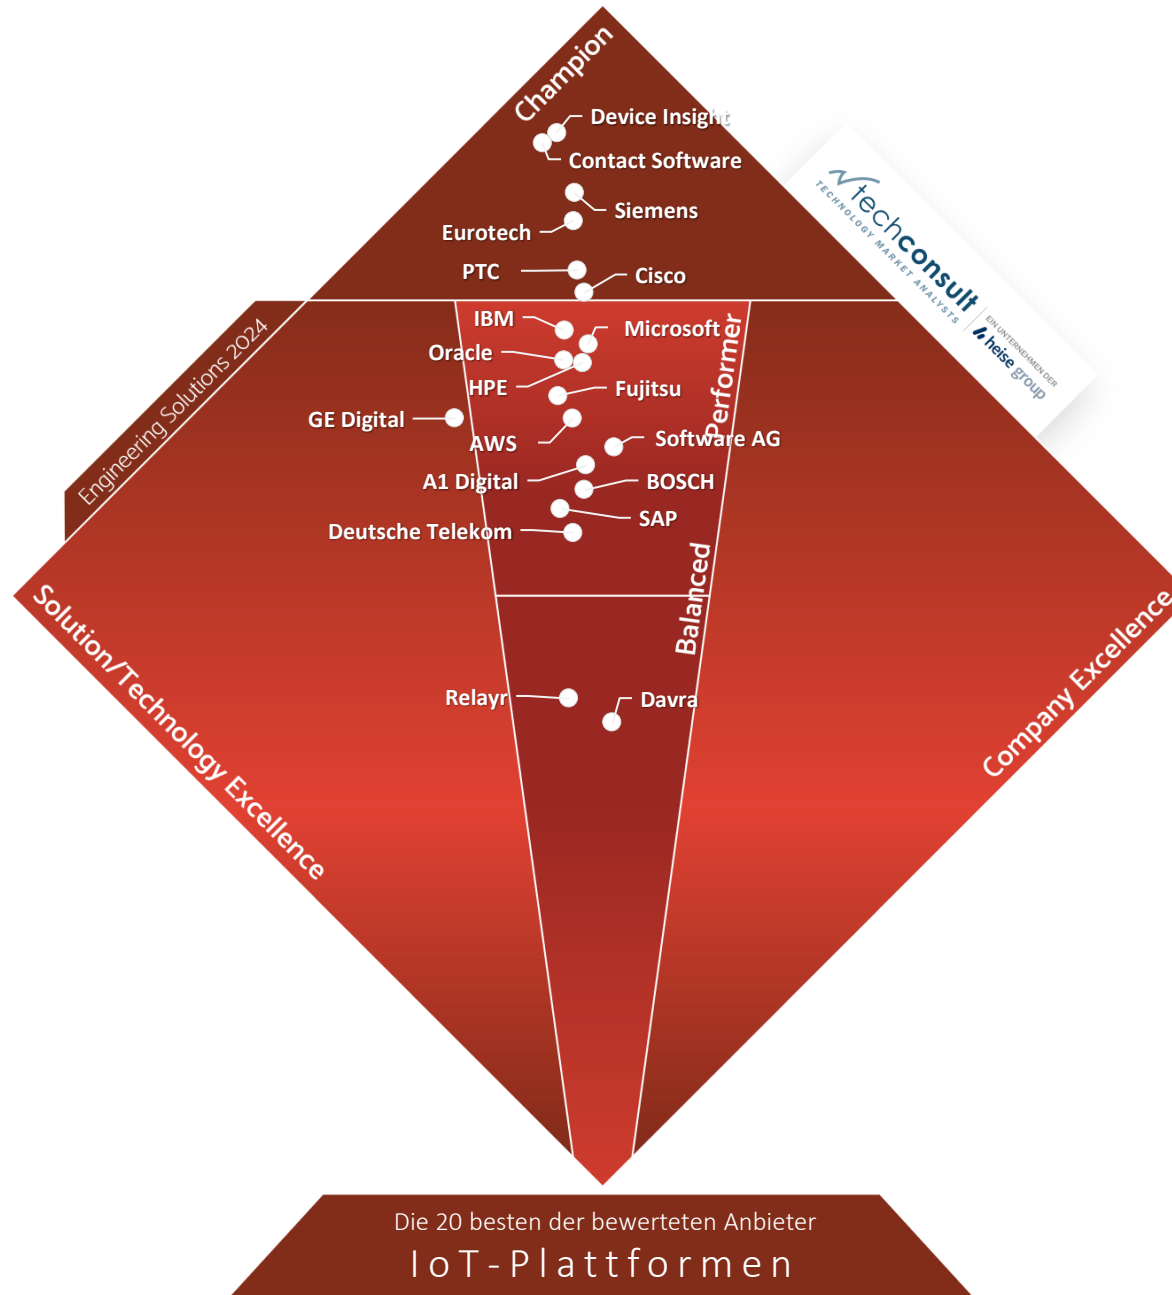 Champion
Device Insight
Contact Software
Siemens
Eurotech
PTC
Cisco
techconsult
TECHNOLOGY MARKET ANALYSTS
EIN UNTERNEHMEN DER
heise group
Engineering Solutions 2024
IBM
Microsoft
Oracle
HPE
Fujitsu
Performer
GE Digital
AWS
Software AG
A1 Digital
BOSCH
SAP
Deutsche Telekom
Balanced
Solution/Technology Excellence
Company Excellence
Relayr
Davra
Die 20 besten der bewerteten Anbieter
IoT-Plattformen